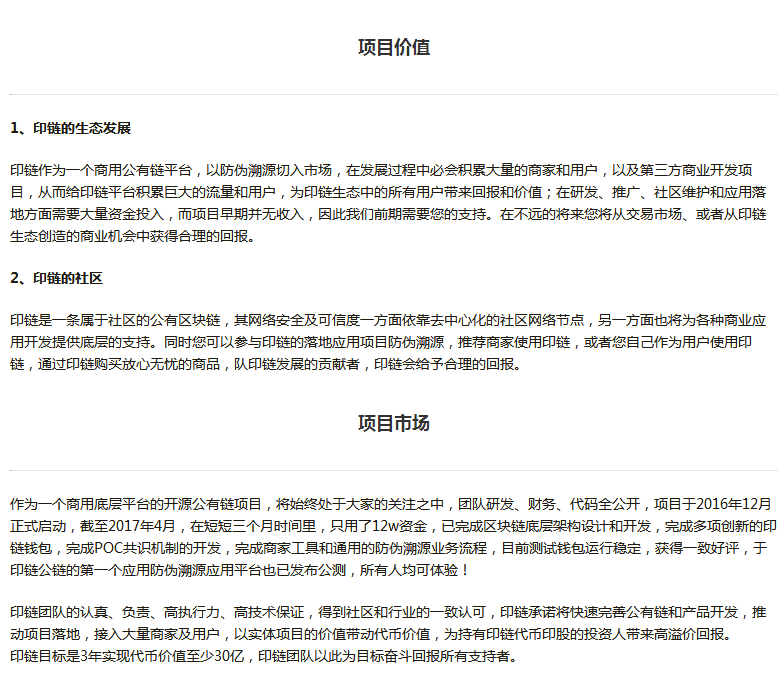 项目价值
1、印链的生态发展
印链作为一个商用公有链平台，以防伪溯源切入市场，在发展过程中必会积累大量的商家和用户，以及第三方商业开发项
目，从而给印链平台积累巨大的流量和用户，为印链生态中的所有用户带来回报和价值；在研发、推广、社区维护和应用落
地方面需要大量资金投入，而项目早期并无收入，因此我们前期需要您的支持。在不远的将来您将从交易市场、或者从印链
生态创造的商业机会中获得合理的回报。
2、印链的社区
印链是一条属于社区的公有区块链，其网络安全及可信度一方面依靠去中心化的社区网络节点，另一方面也将为各种商业应
用开发提供底层的支持。同时您可以参与印链的落地应用项目防伪溯源，推荐商家使用印链，或者您自己作为用户使用印
链，通过印链购买放心无忧的商品，队印链发展的贡献者，印链会给予合理的回报。
项目市场
作为一个商用底层平台的开源公有链项目，将始终处于大家的关注之中，团队研发、财务、代码全公开，项目于2016年12月
正式启动，截至2017年4月，在短短三个月时间里，只用了12w资金，已完成区块链底层架构设计和开发，完成多项创新的印
链钱包，完成POC共识机制的开发，完成商家工具和通用的防伪溯源业务流程，目前测试钱包运行稳定，获得一致好评，于
印链公链的第一个应用防伪溯源应用平台也已发布公测，所有人均可体验！
印链团队的认真、负责、高执行力、高技术保证，得到社区和行业的一致认可，印链承诺将快速完善公有链和产品开发，推
动项目落地，接入大量商家及用户，以实体项目的价值带动代币价值，为持有印链代币印股的投资人带来高溢价回报。
印链目标是3年实现代币价值至少30亿，印链团队以此为目标奋斗回报所有支持者。